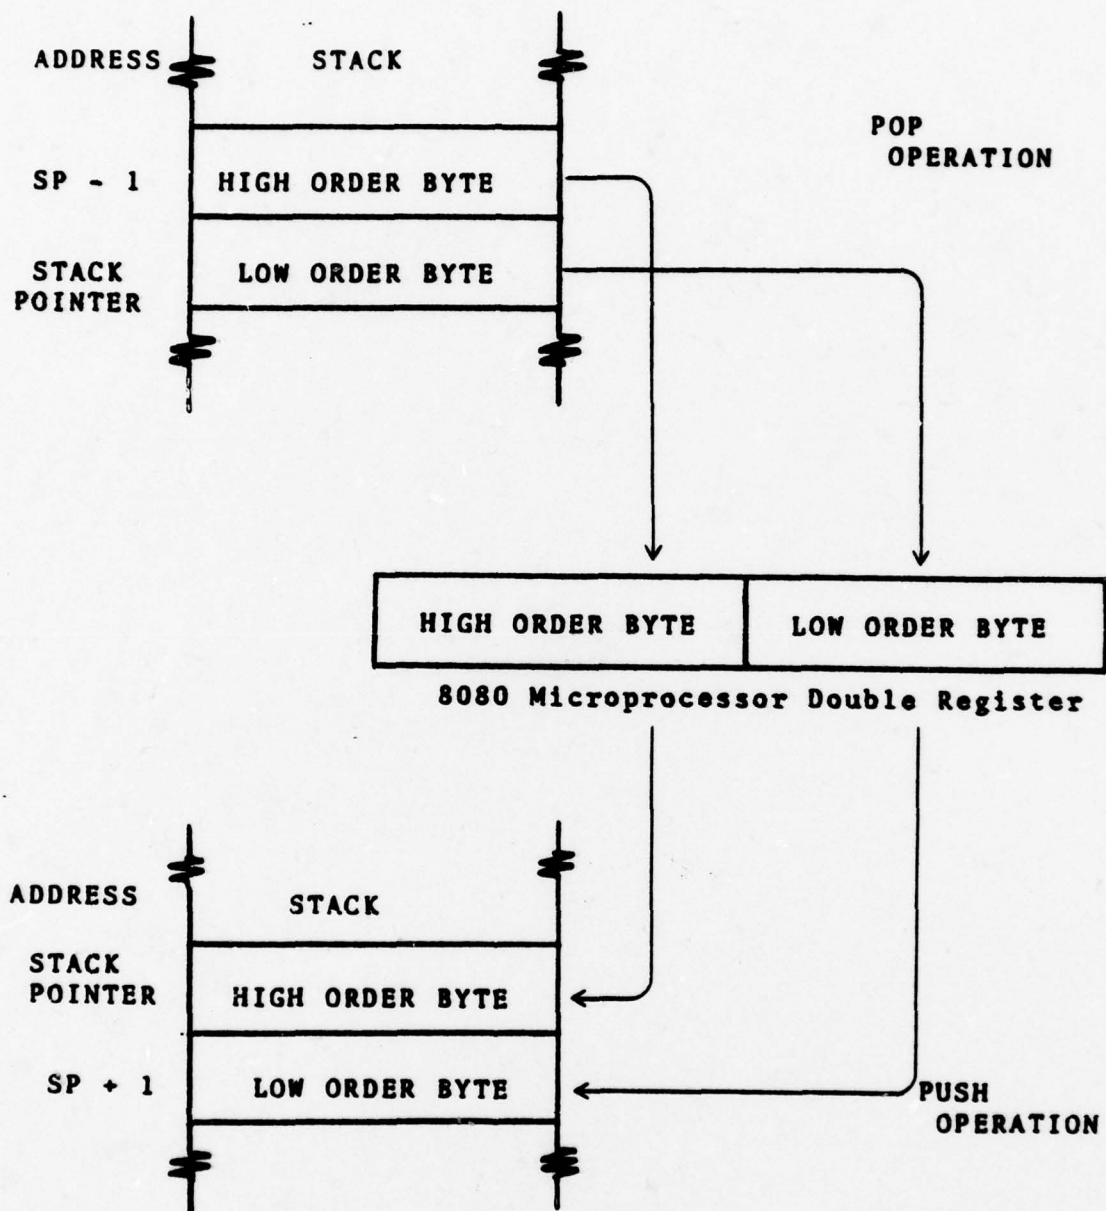 ADDRESS
STACK
POP
OPERATION
SP - 1
HIGH ORDER BYTE
STACK
POINTER
LOW ORDER BYTE
HIGH ORDER BYTE
LOW ORDER BYTE
8080 Microprocessor Double Register
ADDRESS
STACK
STACK
POINTER
HIGH ORDER BYTE
SP + 1
LOW ORDER BYTE
PUSH
OPERATION